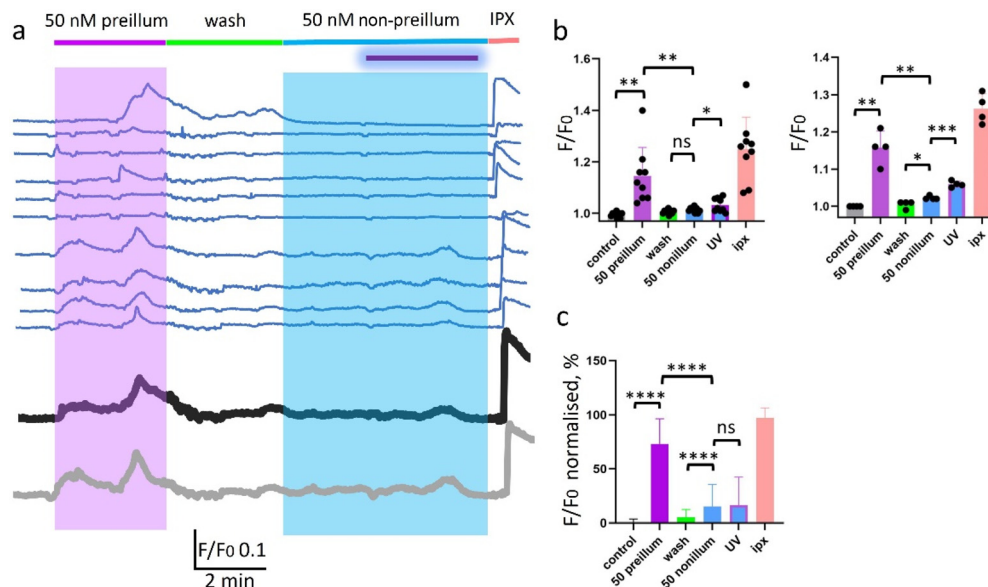 a
50 nM preillum wash 50 nM non-preillum IPX
F/F0 0.1
2 min
b
F/F0
1.6
1.4
1.2
1.0
**
**
ns
*
control
50 preillum
wash
50 nonillum
UV
ipx
F/F0
1.4
1.3
1.2
1.1
1.0
**
**
*
***
control
50 preillum
wash
50 nonillum
UV
ipx
c
F/F0 normalised, %
150
100
50
0
****
****
****
ns
control
50 preillum
wash
50 nonillum
UV
ipx